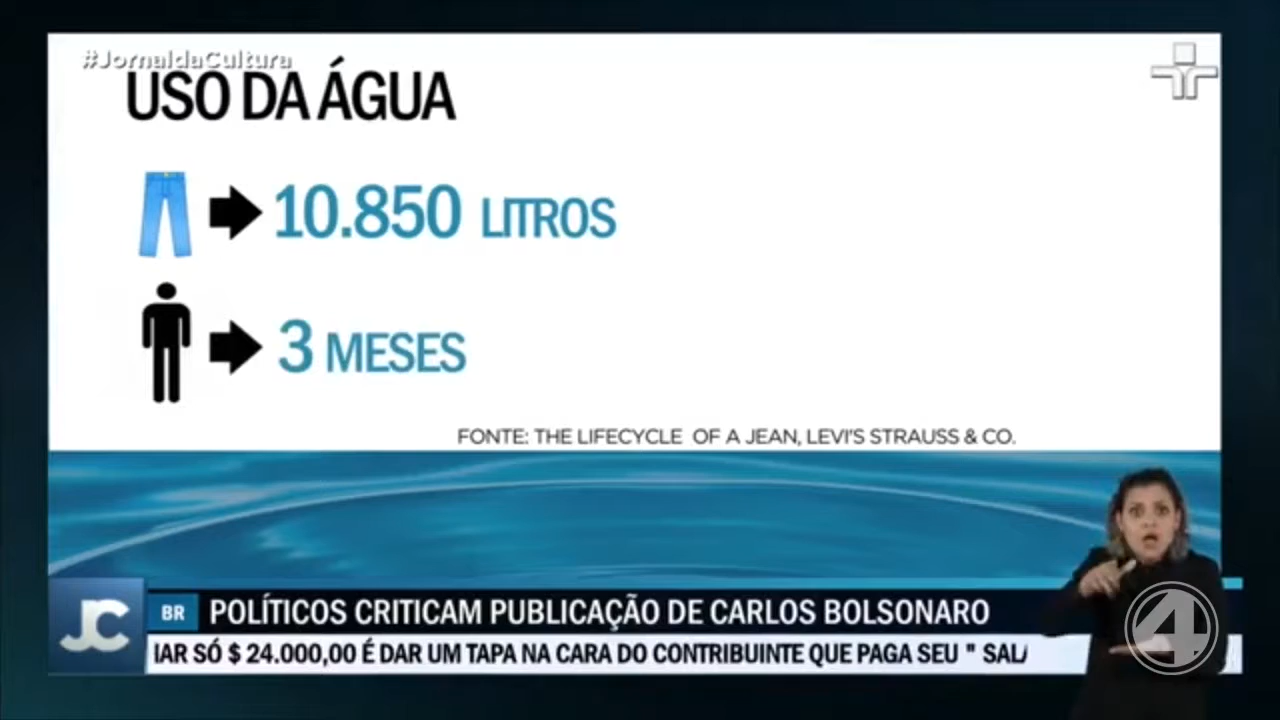 #JornaldaCultura
USO DA ÁGUA
10.850 LITROS
3 MESES
FONTE: THE LIFECYCLE OF A JEAN, LEVI'S STRAUSS & CO.
JC
BR
POLÍTICOS CRITICAM PUBLICAÇÃO DE CARLOS BOLSONARO
IAR SÓ $ 24.000,00 É DAR UM TAPA NA CARA DO CONTRIBUINTE QUE PAGA SEU " SALA
4